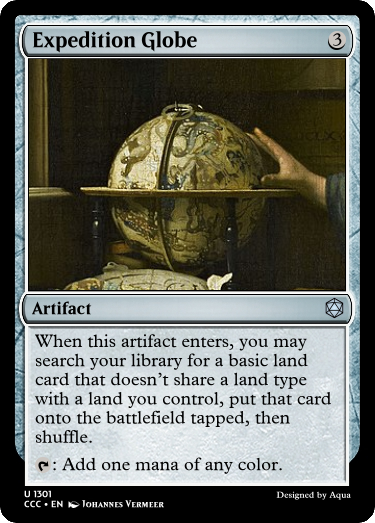 Expedition Globe 3
Artifact
When this artifact enters, you may
search your library for a basic land
card that doesn't share a land type
with a land you control, put that card
onto the battlefield tapped, then
shuffle.
: Add one mana of any color.
U 1301
Designed by Aqua
CCC • EN Johannes Vermeer